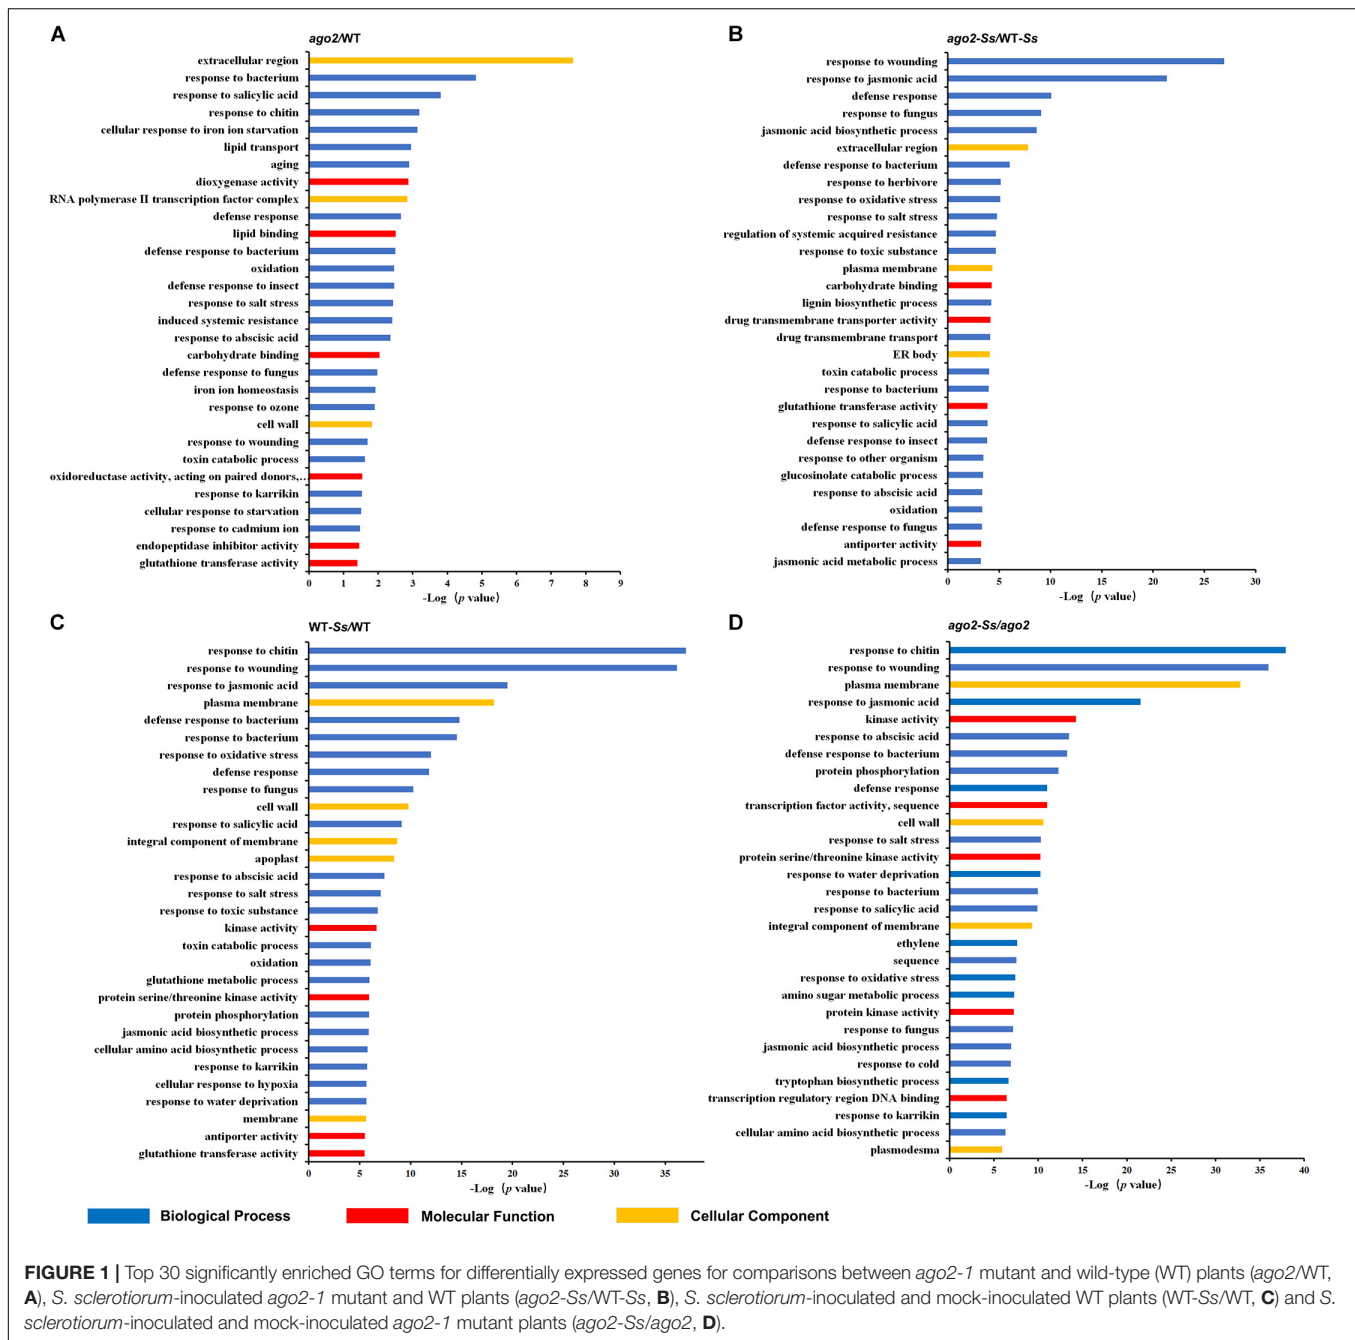 A
ago2/WT
extracellular region
response to bacterium
response to salicylic acid
response to chitin
cellular response to iron ion starvation
lipid transport
aging
dioxygenase activity
RNA polymerase II transcription factor complex
defense response
lipid binding
defense response to bacterium
oxidation
defense response to insect
response to salt stress
induced systemic resistance
response to abscisic acid
carbohydrate binding
defense response to fungus
iron ion homeostasis
response to ozone
cell wall
response to wounding
toxin catabolic process
oxidoreductase activity, acting on paired donors,…
response to karrikin
cellular response to starvation
response to cadmium ion
endopeptidase inhibitor activity
glutathione transferase activity
0 1 2 3 4 5 6 7 8 9
-Log (p value)
B
ago2-Ss/WT-Ss
response to wounding
response to jasmonic acid
defense response
response to fungus
jasmonic acid biosynthetic process
extracellular region
defense response to bacterium
response to herbivore
response to oxidative stress
response to salt stress
regulation of systemic acquired resistance
response to toxic substance
plasma membrane
carbohydrate binding
lignin biosynthetic process
drug transmembrane transporter activity
drug transmembrane transport
ER body
toxin catabolic process
response to bacterium
glutathione transferase activity
response to salicylic acid
defense response to insect
response to other organism
glucosinolate catabolic process
response to abscisic acid
oxidation
defense response to fungus
antiporter activity
jasmonic acid metabolic process
0 5 10 15 20 25 30
-Log (p value)
C
WT-Ss/WT
response to chitin
response to wounding
response to jasmonic acid
plasma membrane
defense response to bacterium
response to bacterium
response to oxidative stress
defense response
response to fungus
cell wall
response to salicylic acid
integral component of membrane
apoplast
response to abscisic acid
response to salt stress
response to toxic substance
kinase activity
toxin catabolic process
oxidation
glutathione metabolic process
protein serine/threonine kinase activity
protein phosphorylation
jasmonic acid biosynthetic process
cellular amino acid biosynthetic process
response to karrikin
cellular response to hypoxia
response to water deprivation
membrane
antiporter activity
glutathione transferase activity
0 5 10 15 20 25 30 35
-Log (p value)
D
ago2-Ss/ago2
response to chitin
response to wounding
plasma membrane
response to jasmonic acid
kinase activity
response to abscisic acid
defense response to bacterium
protein phosphorylation
defense response
transcription factor activity, sequence
cell wall
response to salt stress
protein serine/threonine kinase activity
response to water deprivation
response to bacterium
response to salicylic acid
integral component of membrane
ethylene
sequence
response to oxidative stress
amino sugar metabolic process
protein kinase activity
response to fungus
jasmonic acid biosynthetic process
response to cold
tryptophan biosynthetic process
transcription regulatory region DNA binding
response to karrikin
cellular amino acid biosynthetic process
plasmodesma
0 5 10 15 20 25 30 35 40
-Log (p value)
Biological Process Molecular Function Cellular Component
FIGURE 1 | Top 30 significantly enriched GO terms for differentially expressed genes for comparisons between ago2-1 mutant and wild-type (WT) plants (ago2/WT,
A), S. sclerotiorum-inoculated ago2-1 mutant and WT plants (ago2-Ss/WT-Ss, B), S. sclerotiorum-inoculated and mock-inoculated WT plants (WT-Ss/WT, C) and S.
sclerotiorum-inoculated and mock-inoculated ago2-1 mutant plants (ago2-Ss/ago2, D).